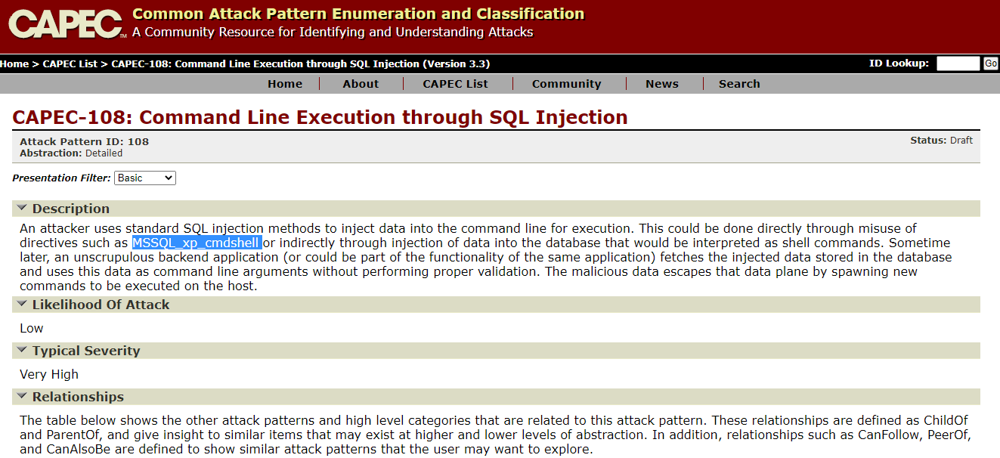 CAPEC™
Common Attack Pattern Enumeration and Classification
A Community Resource for Identifying and Understanding Attacks
Home > CAPEC List > CAPEC-108: Command Line Execution through SQL Injection (Version 3.3)
ID Lookup: Go
Home About CAPEC List Community News Search
CAPEC-108: Command Line Execution through SQL Injection
Attack Pattern ID: 108
Abstraction: Detailed
Status: Draft
Presentation Filter: Basic
Description
An attacker uses standard SQL injection methods to inject data into the command line for execution. This could be done directly through misuse of
directives such as MSSQL_xp_cmdshell or indirectly through injection of data into the database that would be interpreted as shell commands. Sometime
later, an unscrupulous backend application (or could be part of the functionality of the same application) fetches the injected data stored in the database
and uses this data as command line arguments without performing proper validation. The malicious data escapes that data plane by spawning new
commands to be executed on the host.
Likelihood Of Attack
Low
Typical Severity
Very High
Relationships
The table below shows the other attack patterns and high level categories that are related to this attack pattern. These relationships are defined as ChildOf
and ParentOf, and give insight to similar items that may exist at higher and lower levels of abstraction. In addition, relationships such as CanFollow, PeerOf,
and CanAlsoBe are defined to show similar attack patterns that the user may want to explore.